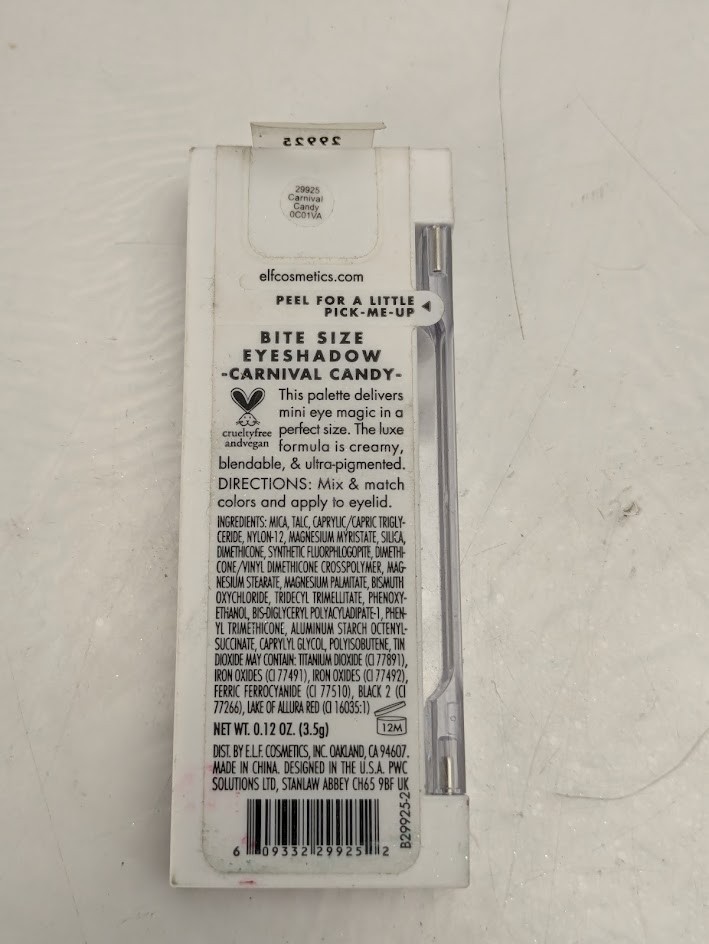 29925
29925
Carnival
Candy
0C01VA
elfcosmetics.com
PEEL FOR A LITTLE
PICK-ME-UP
BITE SIZE
EYESHADOW
-CARNIVAL CANDY-
This palette delivers
mini eye magic in a
perfect size. The luxe
formula is creamy,
blendable, & ultra-pigmented.
crueltyfree
andvegan
DIRECTIONS: Mix & match
colors and apply to eyelid.
INGREDIENTS: MICA, TALC, CAPRYLIC/CAPRIC TRIGLY-
CERIDE, NYLON-12, MAGNESIUM MYRISTATE, SILICA,
DIMETHICONE, SYNTHETIC FLUORPHLOGOPITE, DIMETHI-
CONE/VINYL DIMETHICONE CROSSPOLYMER, MAG-
NESIUM STEARATE, MAGNESIUM PALMITATE, BISMUTH
OXYCHLORIDE, TRIDECYL TRIMELLITATE, PHENOXY-
ETHANOL, BIS-DIGLYCERYL POLYACYLADIPATE-1, PHEN-
YL TRIMETHICONE, ALUMINUM STARCH OCTENYL-
SUCCINATE, CAPRYLYL GLYCOL, POLYISOBUTENE, TIN
DIOXIDE MAY CONTAIN: TITANIUM DIOXIDE (CI 77891),
IRON OXIDES (CI 77491), IRON OXIDES (CI 77492),
FERRIC FERROCYANIDE (CI 77510), BLACK 2 (CI
77266), LAKE OF ALLURA RED (CI 16035:1)
12M
NET WT. 0.12 OZ. (3.5g)
DIST. BY E.L.F. COSMETICS, INC. OAKLAND, CA 94607.
MADE IN CHINA. DESIGNED IN THE U.S.A. PWC
SOLUTIONS LTD, STANLAW ABBEY CH65 9BF UK
6 09332 29925 2
B29925-2